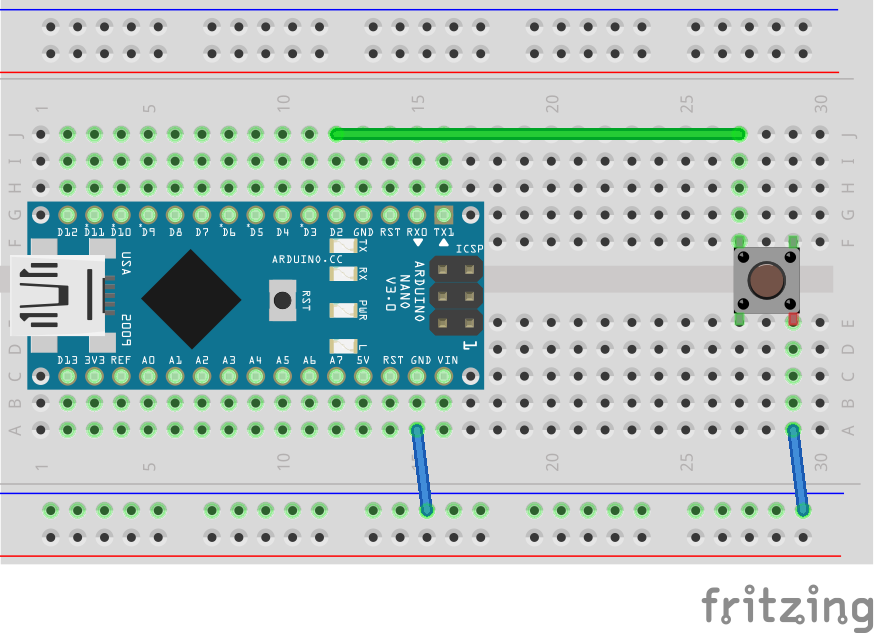 1 5 10 15 20 25 30
J
I
H
G
F
D12 D11 D10 D9 D8 D7 D6 D5 D4 D3 D2 GND RST RX0 TX1
USA
2009
ARDUINO.CC
RST
TX
RX
PWR
L
ARDUINO
NANO
V3.0
ICSP
1
D13 3V3 REF A0 A1 A2 A3 A4 A5 A6 A7 5V RST GND VIN
E
D
C
B
A
J
I
H
G
F
E
D
C
B
A
1 5 10 15 20 25 30
fritzing